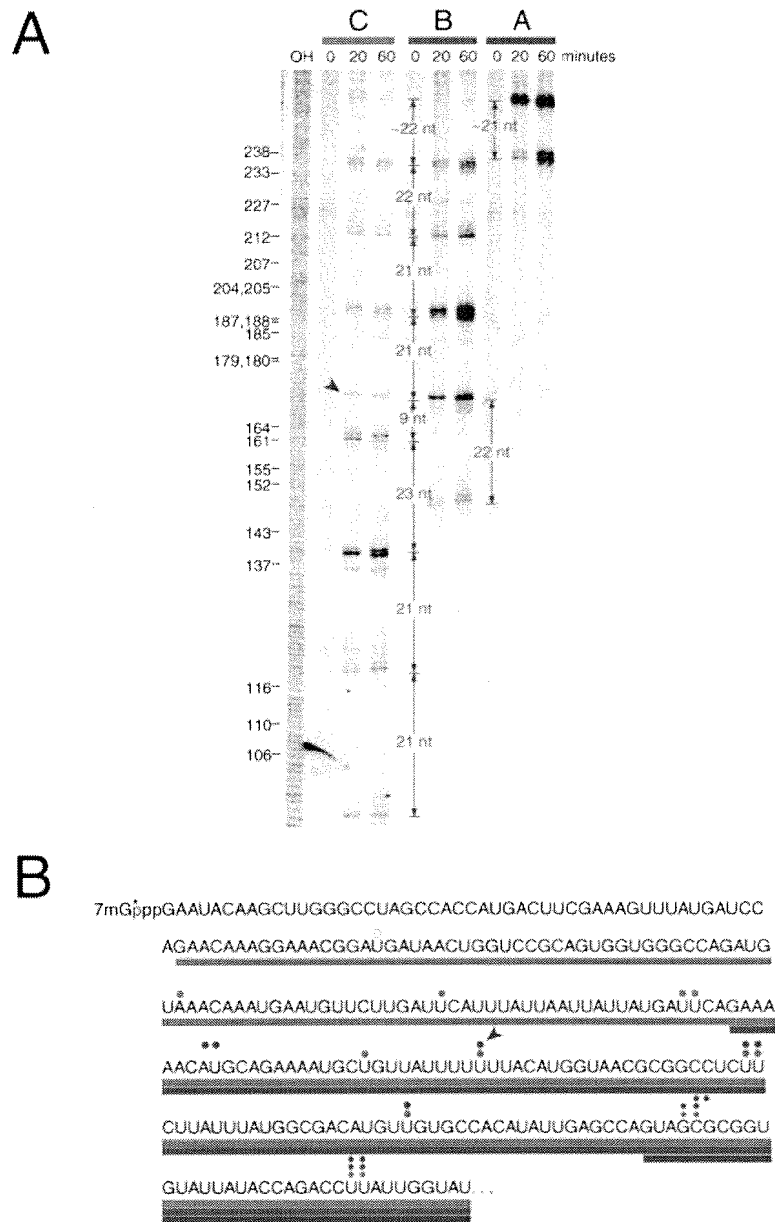 A
C B A
OH 0 20 60 0 20 60 0 20 60 minutes
~22 nt
~21 nt
238
233
22 nt
227
212
207
21 nt
204,205
187,188
185
21 nt
179,180
9 nt
164
161
22 nt
155
152
23 nt
143
137
21 nt
116
110
106
21 nt
B
7mGpppGAAUACAAGCUUGGGCCUAGCCACCAUGACUUCGAAAGUUUAUGAUCC
AGAACAAAGGAAACGGAUGAUAACUGGUCCGCAGUGGUGGGCCAGAUG
UAAACAAAUGAAUGUUCUUGAUUCAUUUAUUAAUUAUUAUGAUUCAGAAA
AACAUGCAGAAAAUGCUGUUAUUUUUUUACAUGGUAACGCGGCCUCUU
CUUAUUUAUGGCGACAUGUUGUGCCACAUAUUGAGCCAGUAGCGCGGU
GUAUUAUACCAGACCUUAUUGGUAU...